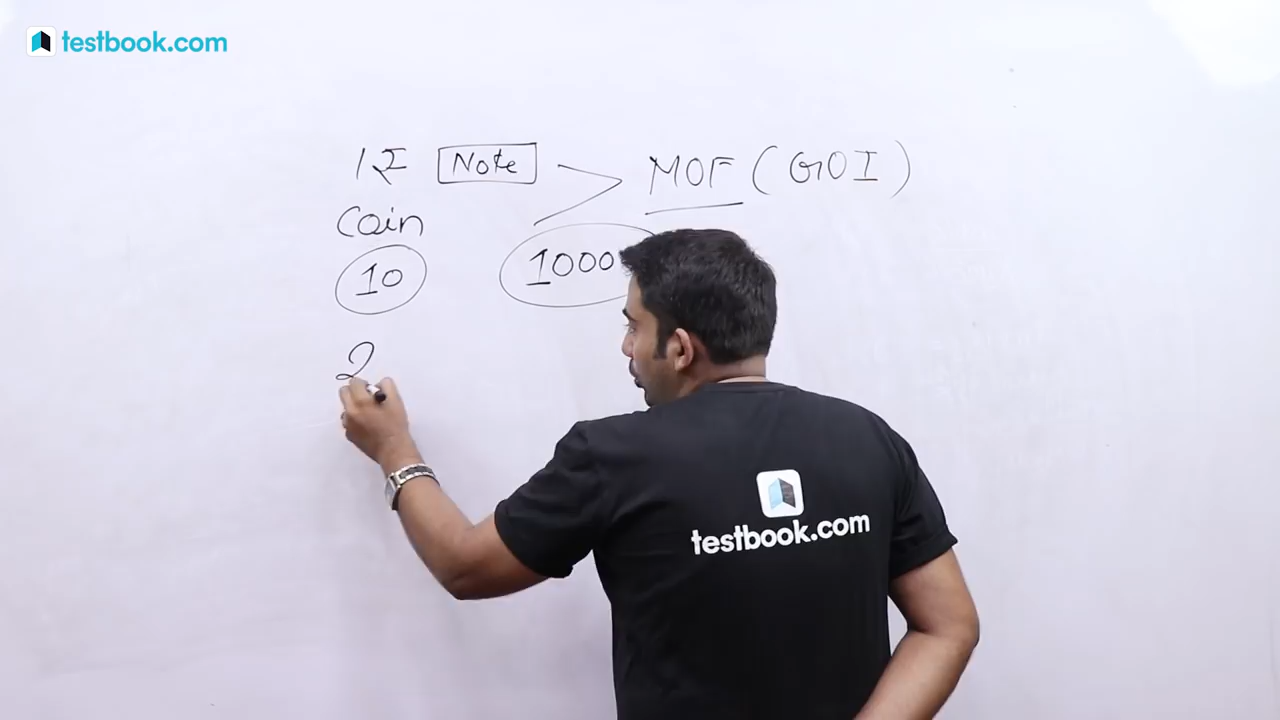 testbook.com
1₹ Note > MOF (GOI)
Coin
10 1000
2
testbook.com